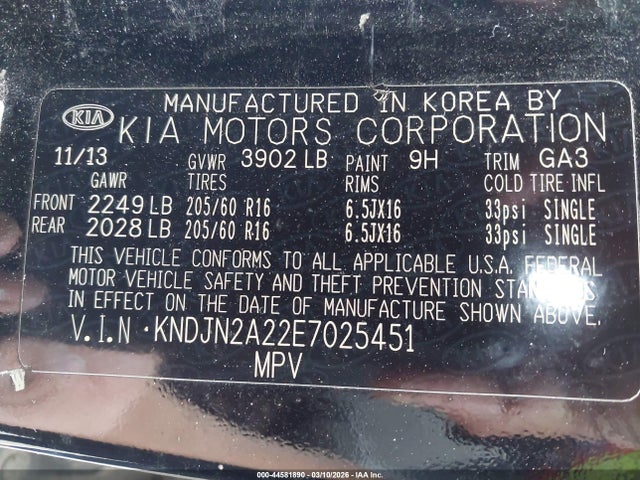 KIA MANUFACTURED IN KOREA BY
KIA MOTORS CORPORATION
11/13 GVWR 3902 LB PAINT 9H TRIM GA3
GAWR TIRES RIMS COLD TIRE INFL
FRONT 2249 LB 205/60 R16 6.5JX16 33psi SINGLE
REAR 2028 LB 205/60 R16 6.5JX16 33psi SINGLE
THIS VEHICLE CONFORMS TO ALL APPLICABLE U.S.A. FEDERAL
MOTOR VEHICLE SAFETY AND THEFT PREVENTION STANDARDS
IN EFFECT ON THE DATE OF MANUFACTURE SHOWN ABOVE.
V.I.N : KNDJN2A22E7025451
MPV
000-44581890 - 03/10/2026 - IAA Inc.